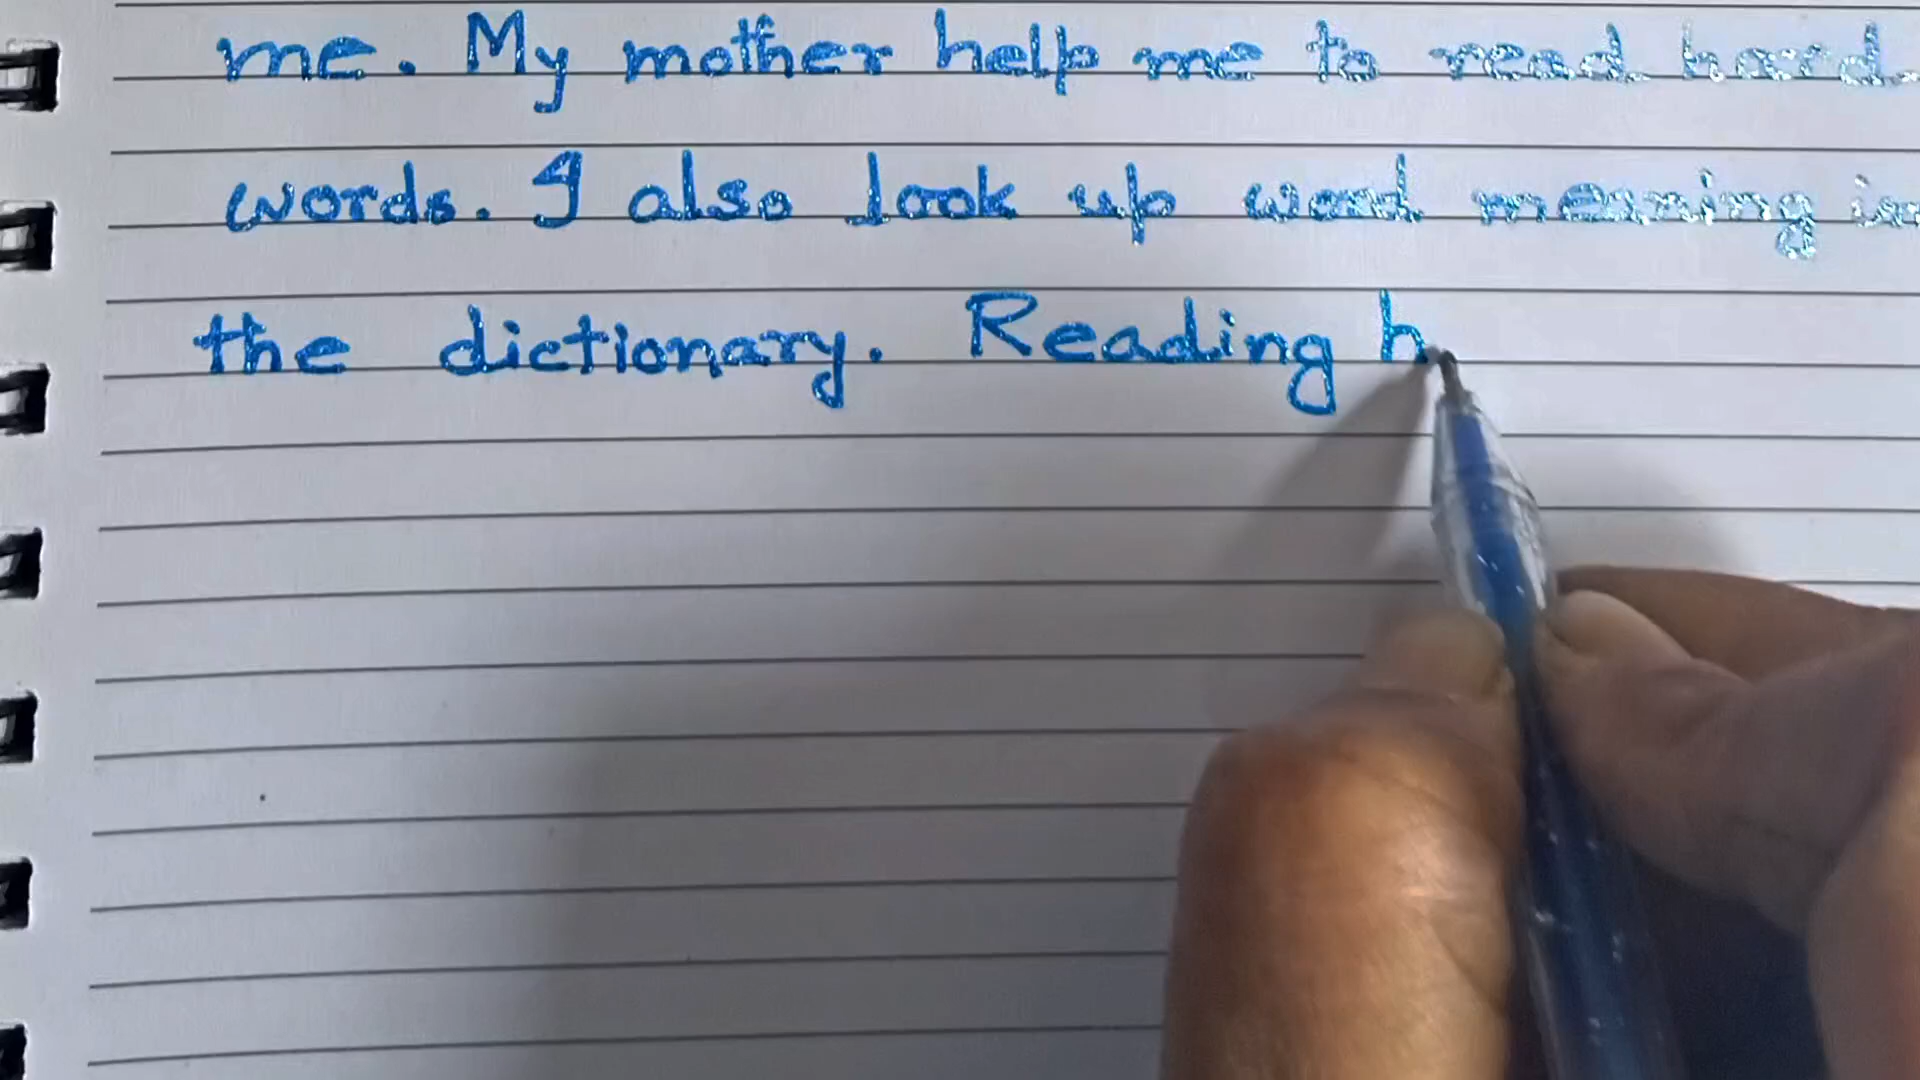 me. My mother help me to read hard
words. I also look up word meaning in
the dictionary. Reading h